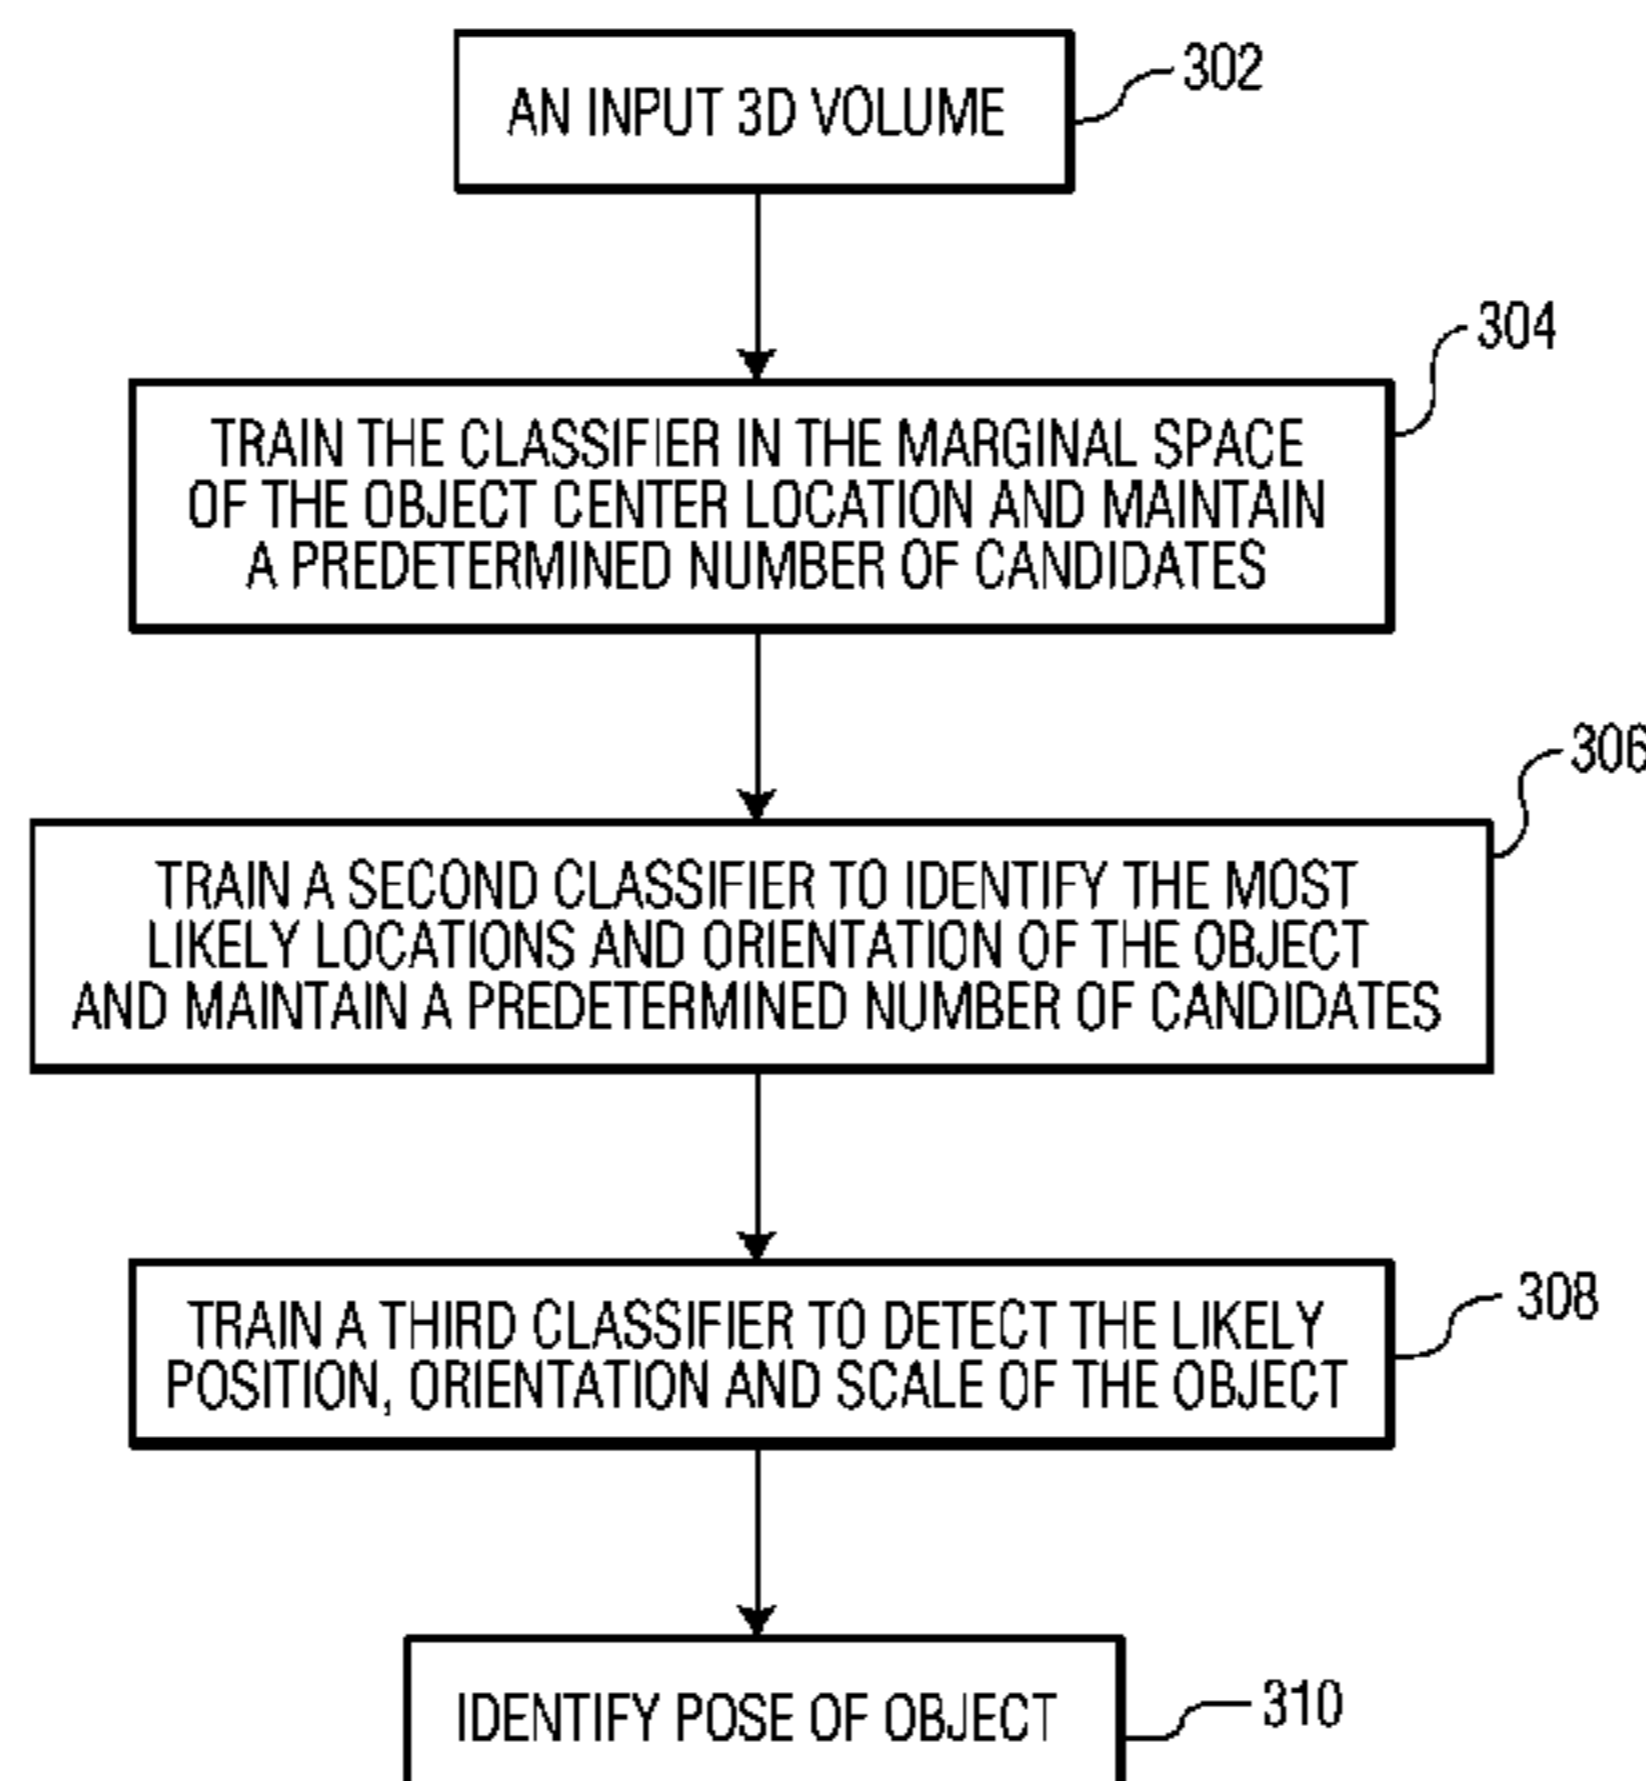 AN INPUT 3D VOLUME
302
304
TRAIN THE CLASSIFIER IN THE MARGINAL SPACE
OF THE OBJECT CENTER LOCATION AND MAINTAIN
A PREDETERMINED NUMBER OF CANDIDATES
306
TRAIN A SECOND CLASSIFIER TO IDENTIFY THE MOST
LIKELY LOCATIONS AND ORIENTATION OF THE OBJECT
AND MAINTAIN A PREDETERMINED NUMBER OF CANDIDATES
308
TRAIN A THIRD CLASSIFIER TO DETECT THE LIKELY
POSITION, ORIENTATION AND SCALE OF THE OBJECT
IDENTIFY POSE OF OBJECT
310